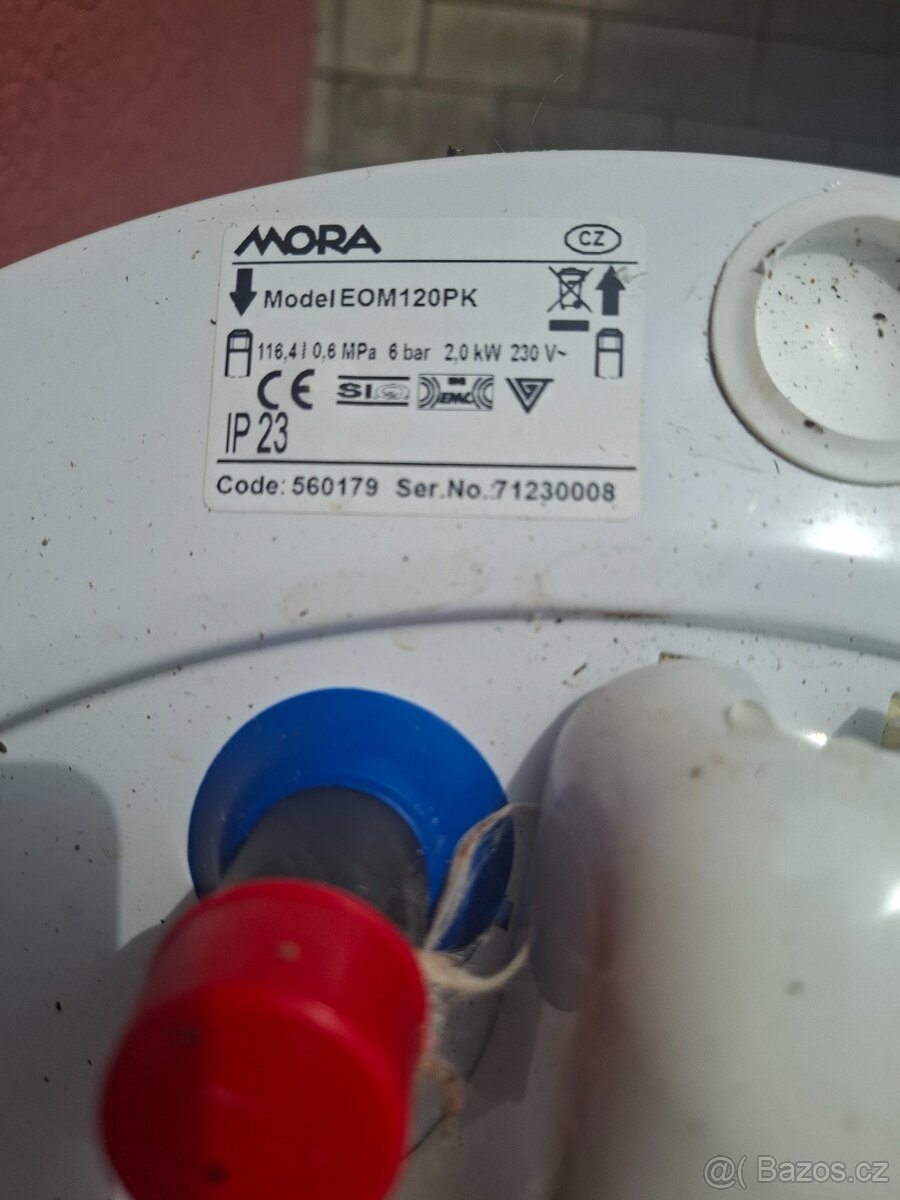 MORA CZ
Model EOM120PK
116,4 l 0,6 MPa 6 bar 2,0 kW 230 V~
CE SIQ
IP 23
Code: 560179 Ser.No.:71230008
@( Bazos.cz